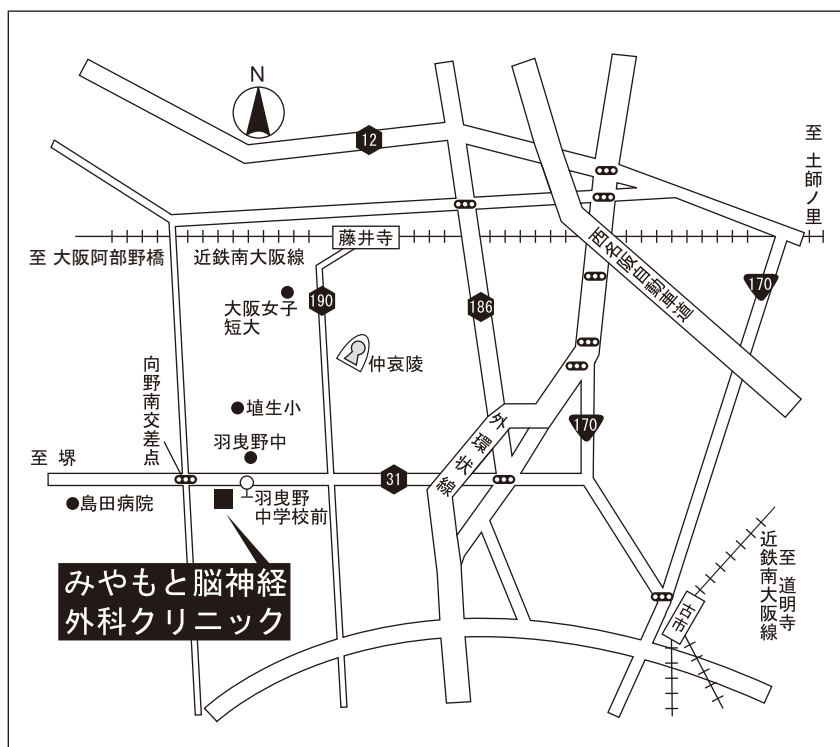 N
12
至 土師ノ里
藤井寺
至 大阪阿部野橋
近鉄南大阪線
西名阪自動車道
170
大阪女子
短大
190
186
仲哀陵
向野南交差点
埴生小
外環状線
170
羽曳野中
至 堺
31
島田病院
羽曳野
中学校前
みやもと脳神経
外科クリニック
古市
近鉄南大阪線
至 道明寺